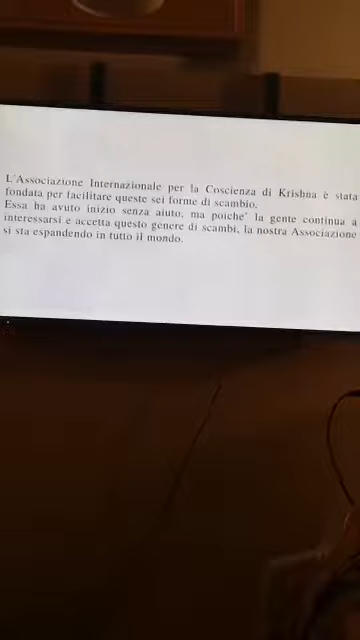 L'Associazione Internazionale per la Coscienza di Krishna è stata
fondata per facilitare queste sei forme di scambio.
Essa ha avuto inizio senza aiuto, ma poiche' la gente continua a
interessarsi e accetta questo genere di scambi, la nostra Associazione
si sta espandendo in tutto il mondo.